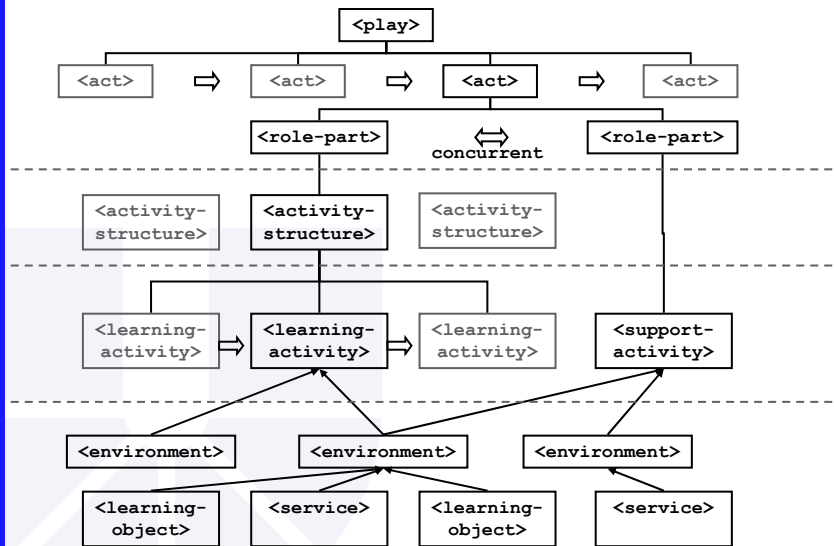 <play>
<act>
<act>
<act>
<act>
<role-part>
concurrent
<role-part>
<activity-
structure>
<activity-
structure>
<activity-
structure>
<learning-
activity>
<learning-
activity>
<learning-
activity>
<support-
activity>
<environment>
<environment>
<environment>
<learning-
object>
<service>
<learning-
object>
<service>